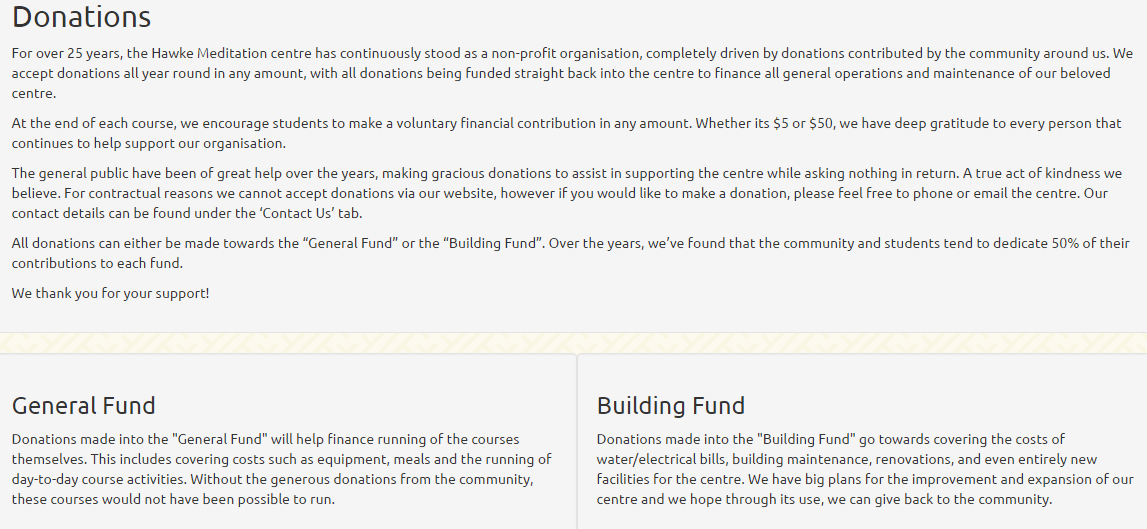 Donations
For over 25 years, the Hawke Meditation centre has continuously stood as a non-profit organisation, completely driven by donations contributed by the community around us. We
accept donations all year round in any amount, with all donations being funded straight back into the centre to finance all general operations and maintenance of our beloved
centre.
At the end of each course, we encourage students to make a voluntary financial contribution in any amount. Whether its $5 or $50, we have deep gratitude to every person that
continues to help support our organisation.
The general public have been of great help over the years, making gracious donations to assist in supporting the centre while asking nothing in return. A true act of kindness we
believe. For contractual reasons we cannot accept donations via our website, however if you would like to make a donation, please feel free to phone or email the centre. Our
contact details can be found under the ‘Contact Us’ tab.
All donations can either be made towards the “General Fund” or the “Building Fund”. Over the years, we’ve found that the community and students tend to dedicate 50% of their
contributions to each fund.
We thank you for your support!
General Fund
Donations made into the "General Fund" will help finance running of the courses
themselves. This includes covering costs such as equipment, meals and the running of
day-to-day course activities. Without the generous donations from the community,
these courses would not have been possible to run.
Building Fund
Donations made into the "Building Fund" go towards covering the costs of
water/electrical bills, building maintenance, renovations, and even entirely new
facilities for the centre. We have big plans for the improvement and expansion of our
centre and we hope through its use, we can give back to the community.